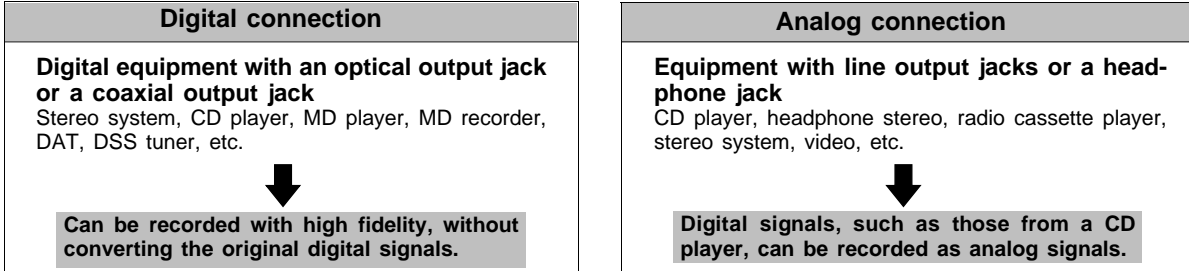 Digital connection
Digital equipment with an optical output jack
or a coaxial output jack
Stereo system, CD player, MD player, MD recorder,
DAT, DSS tuner, etc.
Can be recorded with high fidelity, without
converting the original digital signals.
Analog connection
Equipment with line output jacks or a head-
phone jack
CD player, headphone stereo, radio cassette player,
stereo system, video, etc.
Digital signals, such as those from a CD
player, can be recorded as analog signals.